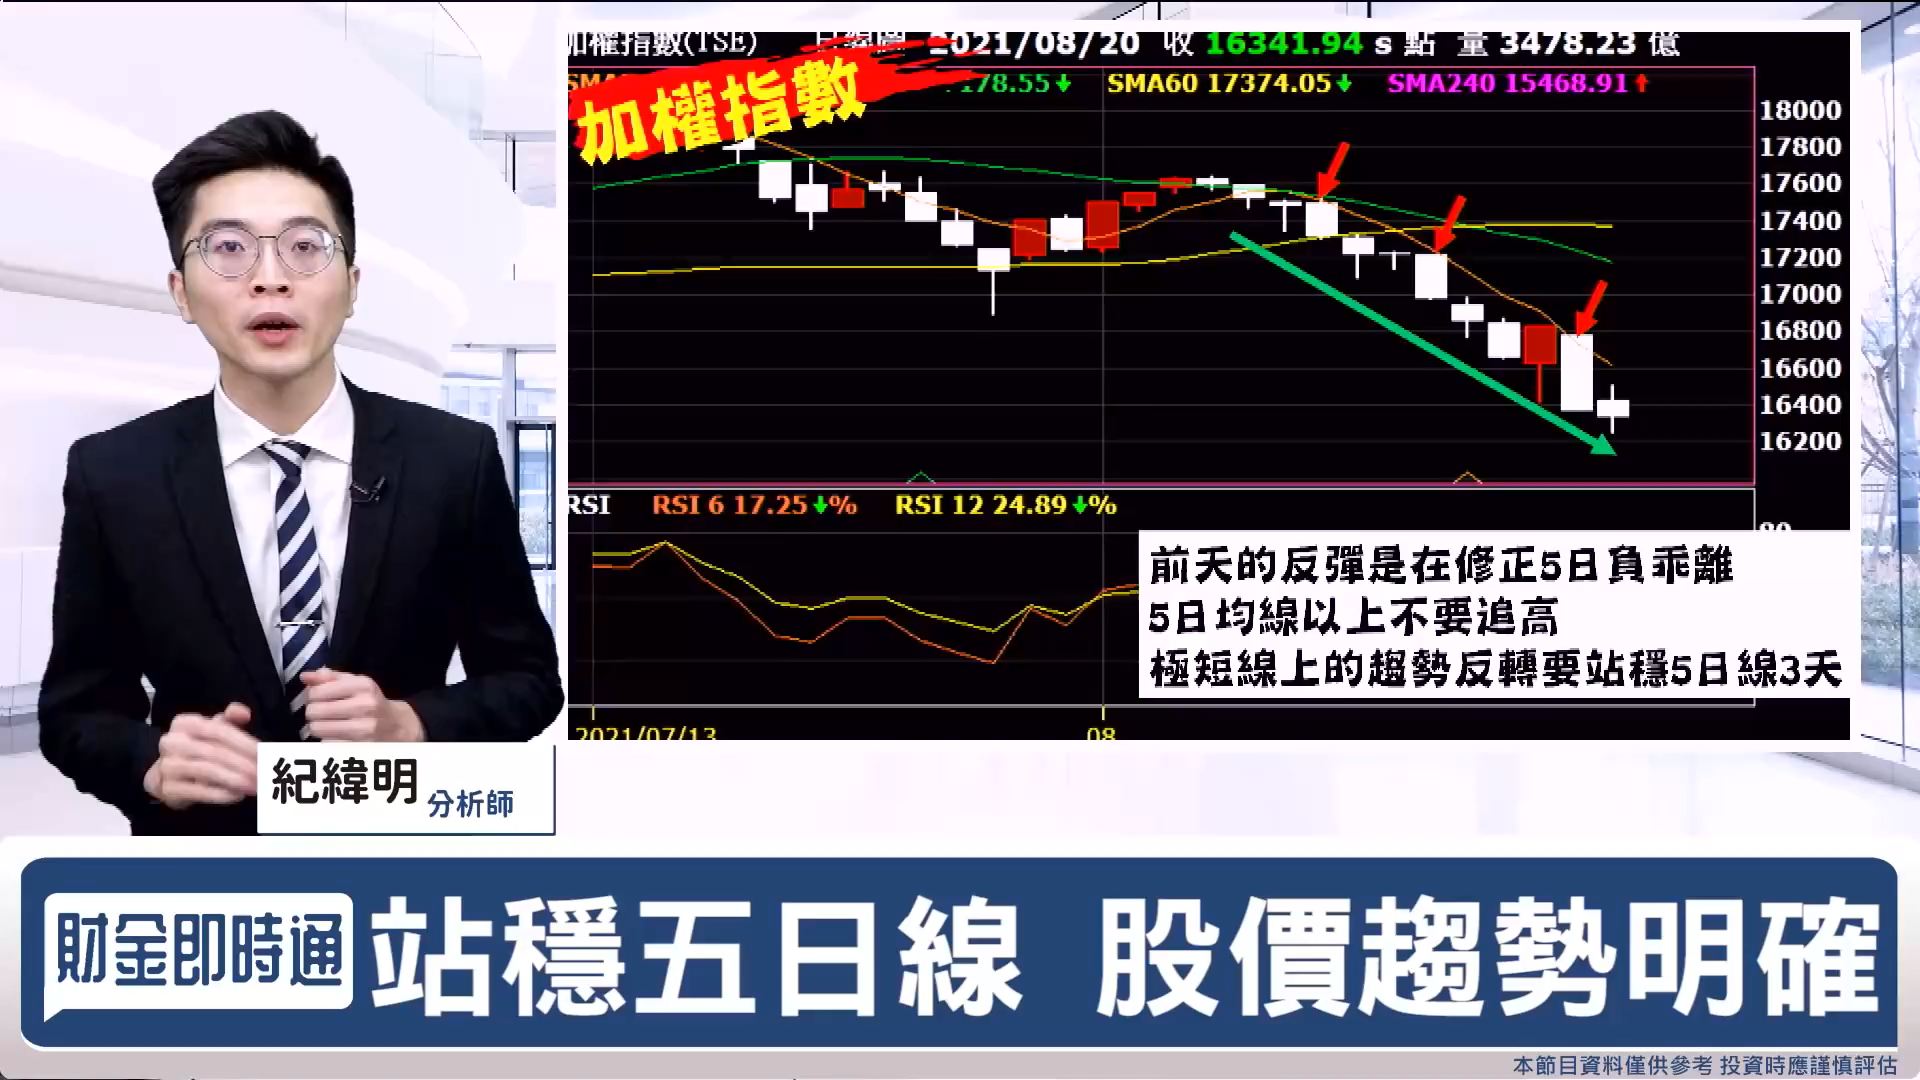 加權指數(TSE) 日線圖 2021/08/20 收 16341.94 s 點 量 3478.23 億
178.55↓ SMA60 17374.05↓ SMA240 15468.91↑
加權指數
18000
17800
17600
17400
17200
17000
16800
16600
16400
16200
RSI RSI 6 17.25↓% RSI 12 24.89↓%
80
前天的反彈是在修正5日負乖離
5日均線以上不要追高
極短線上的趨勢反轉要站穩5日線3天
2021/07/13 08
紀緯明 分析師
財金即時通 站穩五日線 股價趨勢明確
本節目資料僅供參考 投資時應謹慎評估